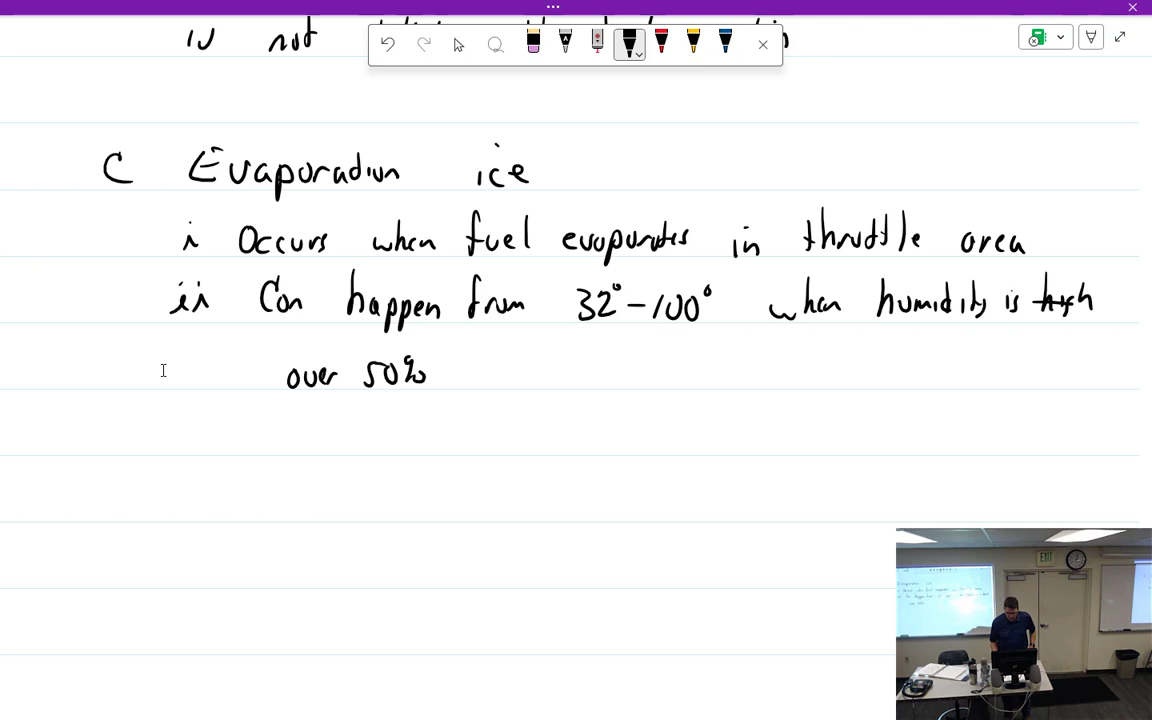 is not
C Evaporation ice
i Occurs when fuel evaporates in throttle area
ii Can happen from 32° - 100° when humidity is high
over 50%
EXIT